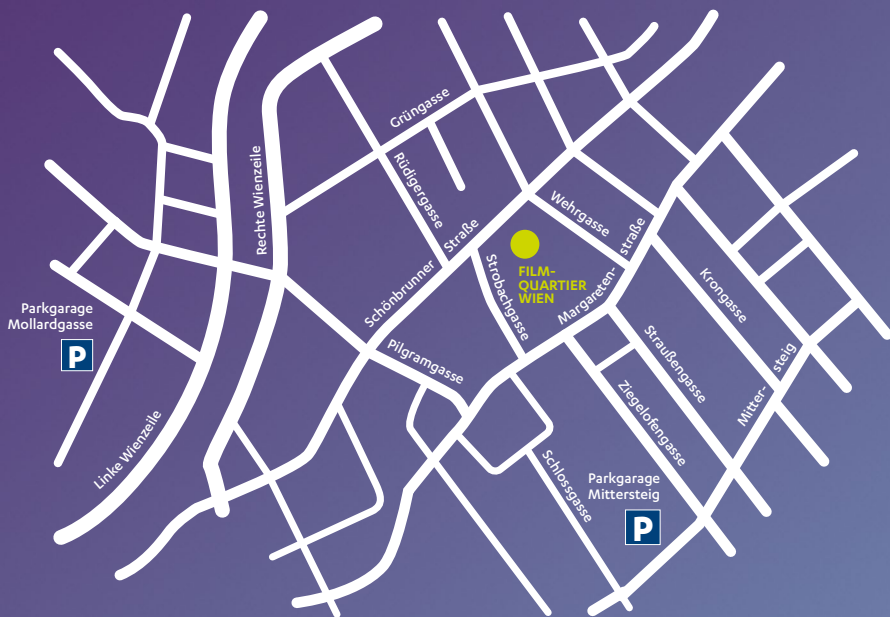 Grüngasse
Rüdigergasse
Rechte Wienzeile
Wehrgasse
Schönbrunner Straße
Strobachgasse
FILM-
QUARTIER
WIEN
Margareten-
straße
Krongasse
Parkgarage
Mollardgasse
P
Pilgramgasse
Straußengasse
Mitter-
steig
Ziegelofengasse
Linke Wienzeile
Schlossgasse
Parkgarage
Mittersteig
P